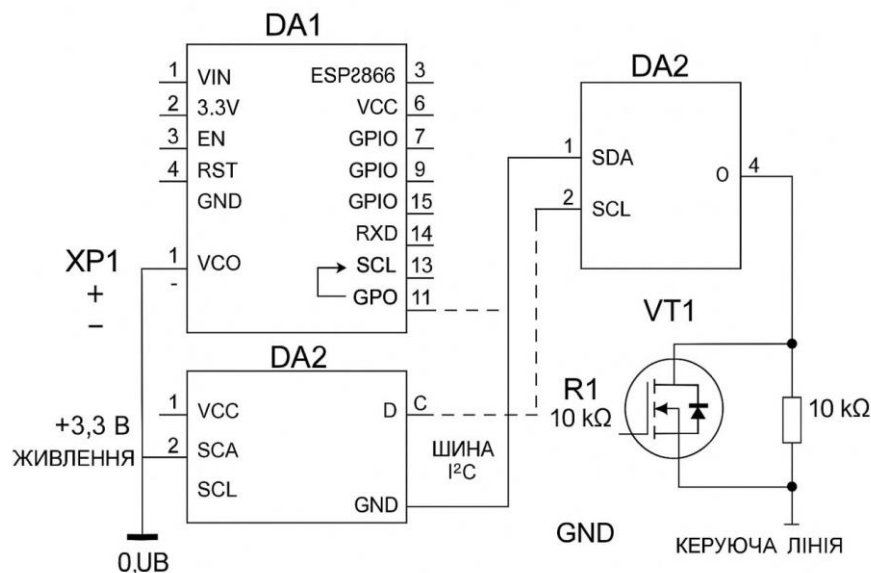 DA1
1 VIN ESP2866 3
2 3.3V VCC 6
3 EN GPIO 7
4 RST GPIO 9
GND GPIO 15
RXD 14
1 VCO SCL 13
- GPO 11
XP1
+
−
DA2
1 SDA
2 SCL
O 4
DA2
1 VCC D C
2 SCA
SCL
GND
+3,3 В
ЖИВЛЕННЯ
0,UB
ШИНА
I²C
VT1
R1
10 kΩ
10 kΩ
GND
КЕРУЮЧА ЛІНІЯ